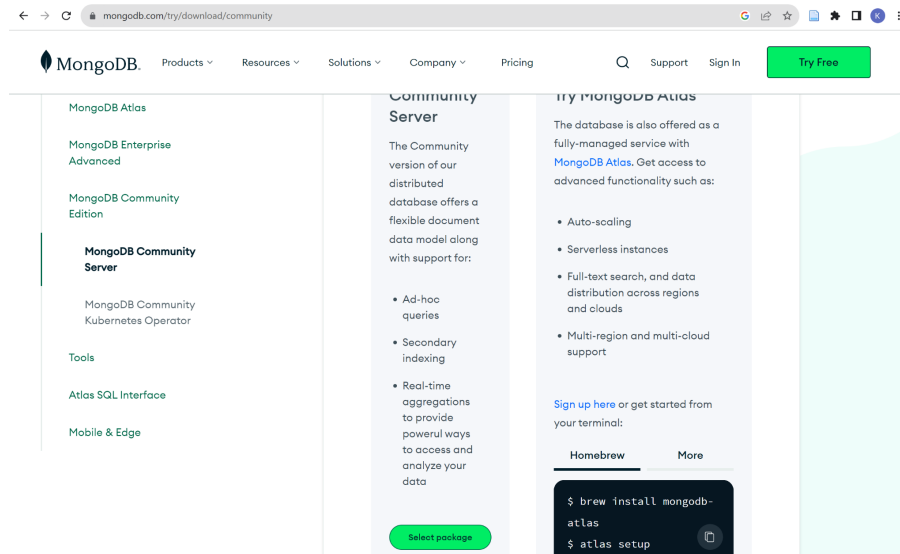 mongodb.com/try/download/community
K
MongoDB.
Products
Resources
Solutions
Company
Pricing
Support
Sign In
Try Free
MongoDB Atlas
MongoDB Enterprise
Advanced
MongoDB Community
Edition
MongoDB Community
Server
MongoDB Community
Kubernetes Operator
Tools
Atlas SQL Interface
Mobile & Edge
Community
Server
The Community
version of our
distributed
database offers a
flexible document
data model along
with support for:
• Ad-hoc
queries
• Secondary
indexing
• Real-time
aggregations
to provide
powerul ways
to access and
analyze your
data
Select package
Try MongoDB Atlas
The database is also offered as a
fully-managed service with
MongoDB Atlas. Get access to
advanced functionality such as:
• Auto-scaling
• Serverless instances
• Full-text search, and data
distribution across regions
and clouds
• Multi-region and multi-cloud
support
Sign up here or get started from
your terminal:
Homebrew
More
$ brew install mongodb-
atlas
$ atlas setup